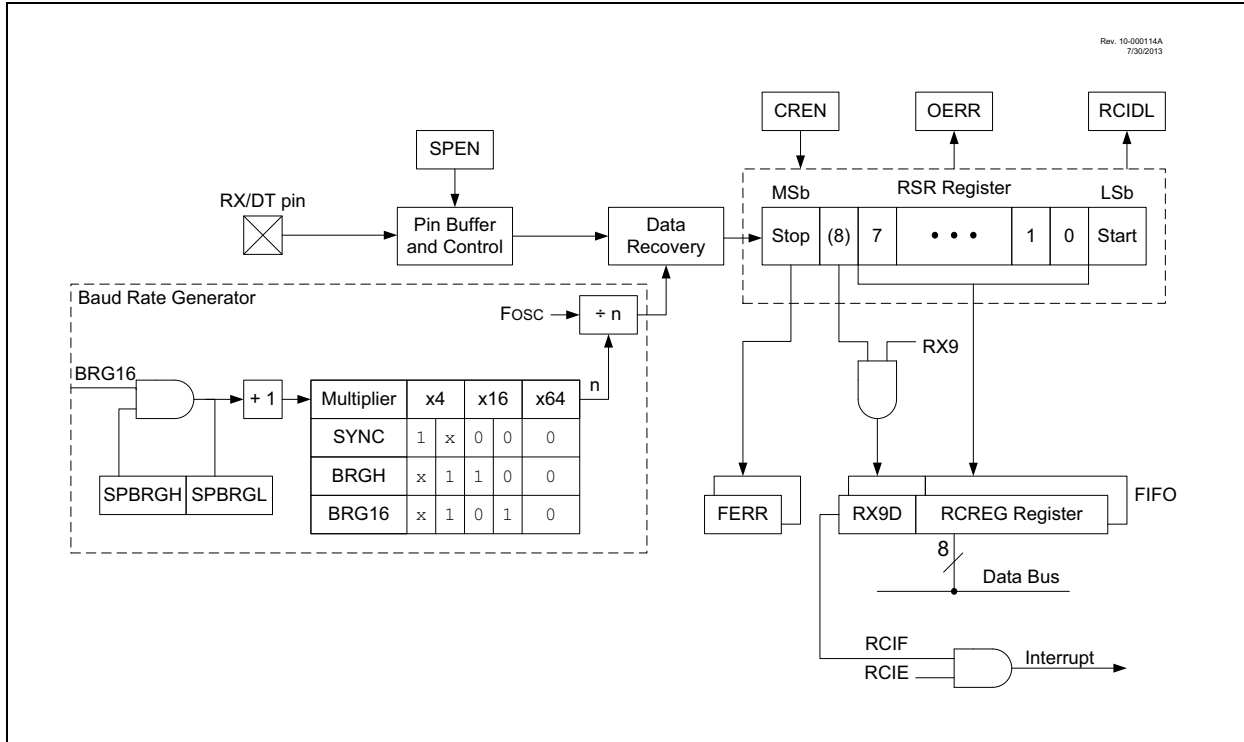 Rev. 10-000114A
7/30/2013
CREN
OERR
RCIDL
SPEN
RSR Register
MSb
LSb
RX/DT pin
Pin Buffer
and Control
Data
Recovery
Stop (8) 7 • • • 1 0 Start
Baud Rate Generator
FOSC
÷ n
RX9
BRG16
n
+ 1
Multiplier x4 x16 x64
SYNC 1 x 0 0 0
BRGH x 1 1 0 0
BRG16 x 1 0 1 0
SPBRGH SPBRGL
FERR
RX9D RCREG Register
FIFO
8
Data Bus
RCIF
RCIE
Interrupt